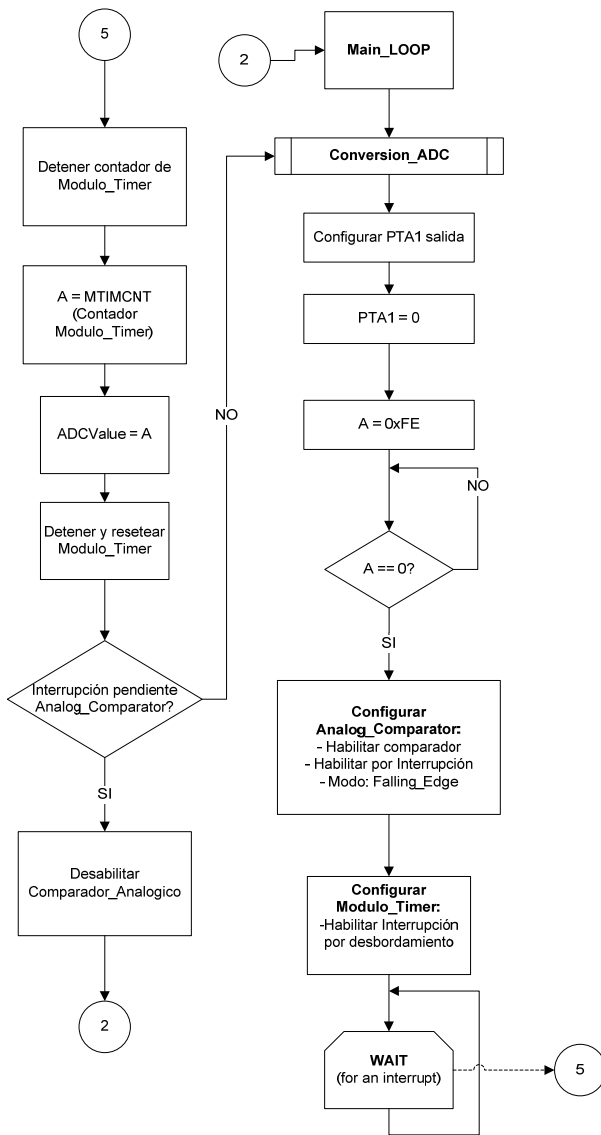 5
Detener contador de
Modulo_Timer
A = MTIMCNT
(Contador
Modulo_Timer)
ADCValue = A
Detener y resetear
Modulo_Timer
Interrupción pendiente
Analog_Comparator?
NO
SI
Desabilitar
Comparador_Analogico
2
2
Main_LOOP
Conversion_ADC
Configurar PTA1 salida
PTA1 = 0
A = 0xFE
NO
A == 0?
SI
Configurar
Analog_Comparator:
- Habilitar comparador
- Habilitar por Interrupción
- Modo: Falling_Edge
Configurar
Modulo_Timer:
-Habilitar Interrupción
por desbordamiento
WAIT
(for an interrupt)
5